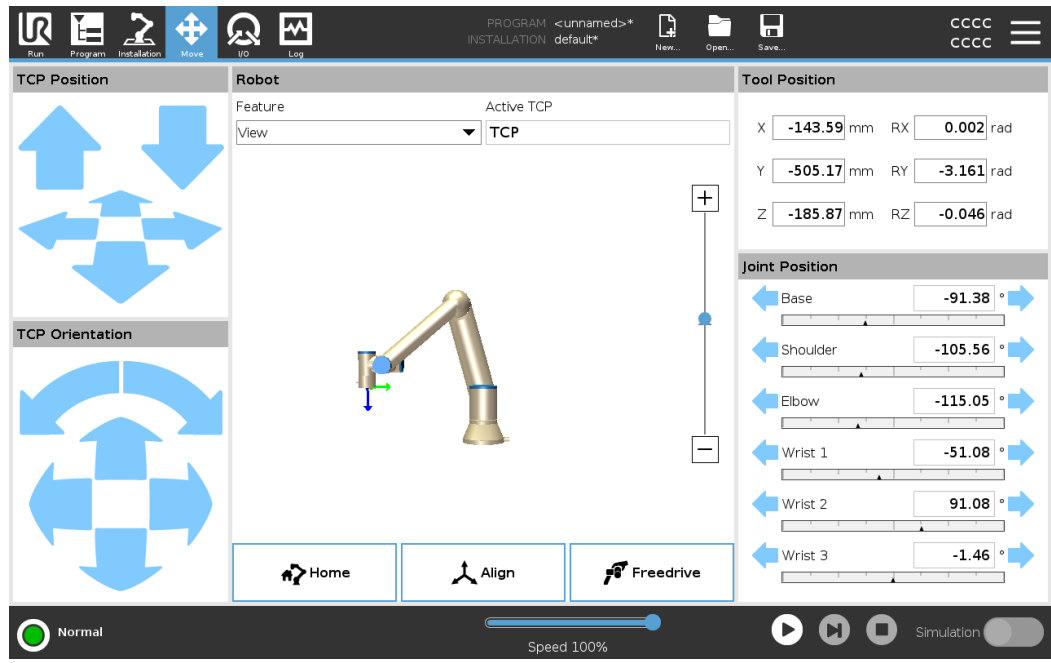 UR
Run
Program
Installation
Move
I/O
Log
PROGRAM <unnamed>*
INSTALLATION default*
New...
Open...
Save...
CCCC
CCCC
TCP Position
TCP Orientation
Robot
Feature
Active TCP
View
TCP
+
−
Home
Align
Freedrive
Tool Position
X -143.59 mm RX 0.002 rad
Y -505.17 mm RY -3.161 rad
Z -185.87 mm RZ -0.046 rad
Joint Position
Base -91.38 °
Shoulder -105.56 °
Elbow -115.05 °
Wrist 1 -51.08 °
Wrist 2 91.08 °
Wrist 3 -1.46 °
Normal
Speed 100%
Simulation